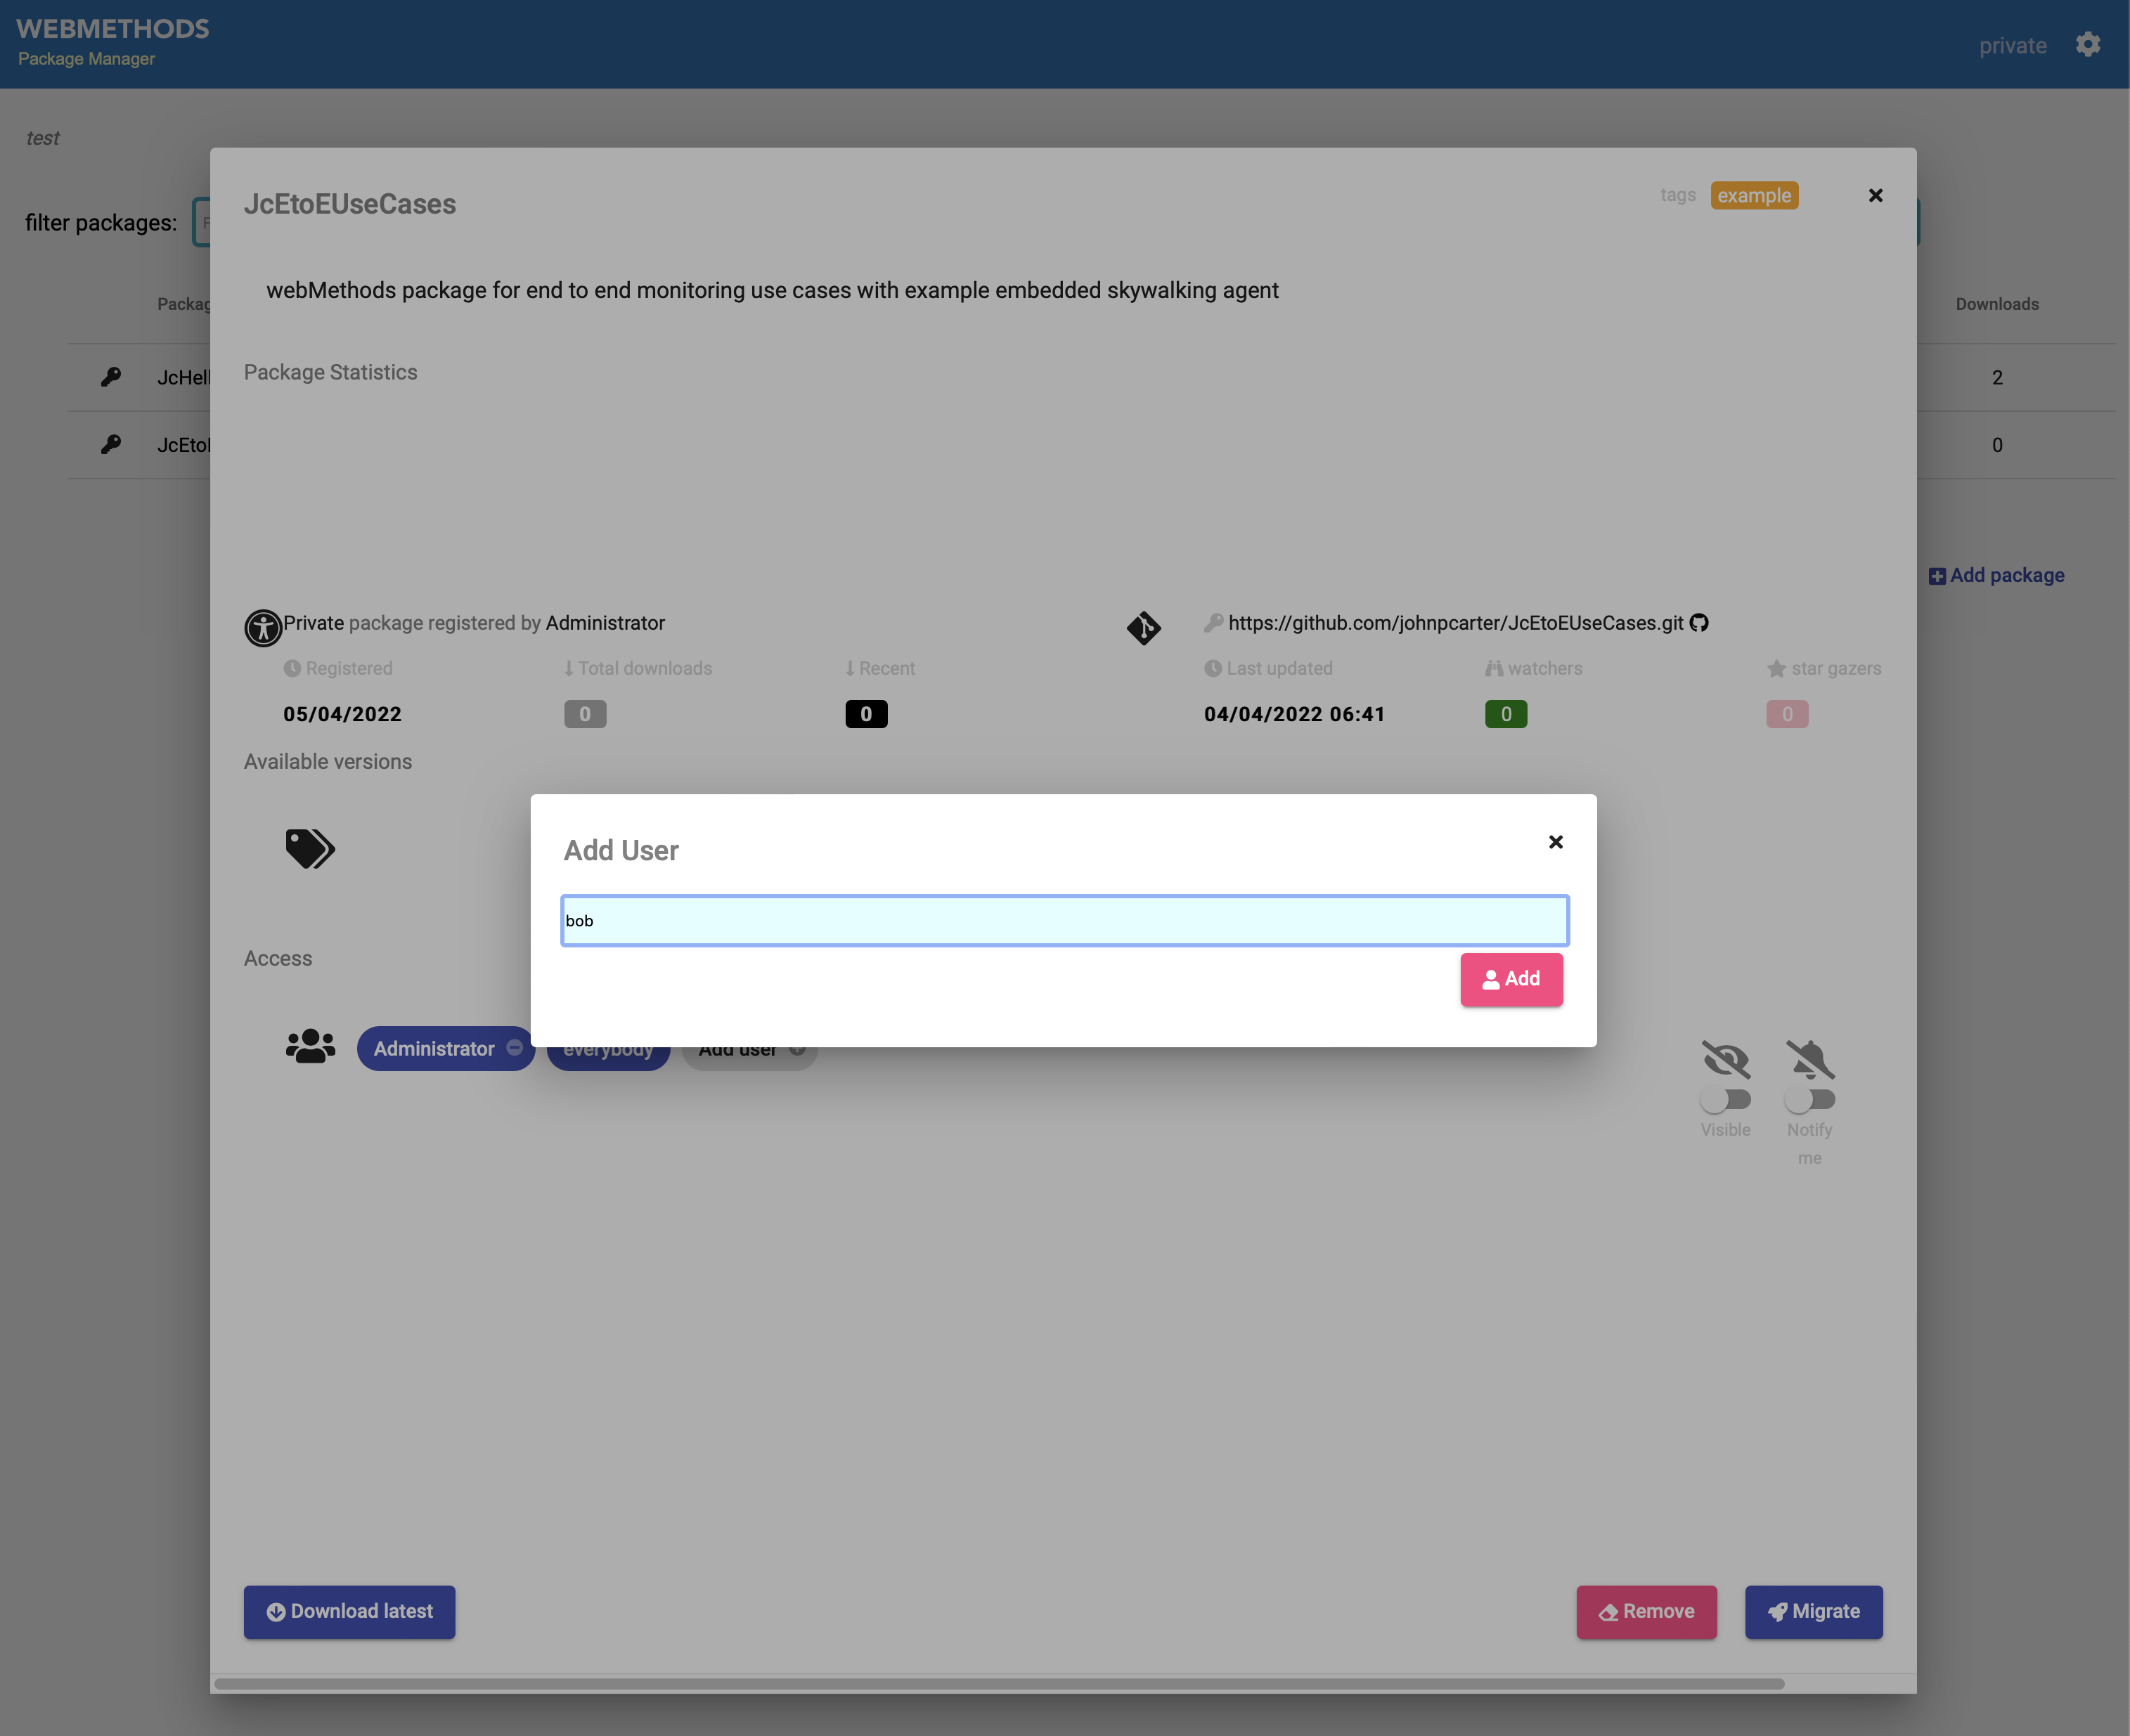 WEBMETHODS
Package Manager
private
test
JcEtoEUseCases
tags example
filter packages:
webMethods package for end to end monitoring use cases with example embedded skywalking agent
Downloads
Package Statistics
2
0
Add package
Private package registered by Administrator
https://github.com/johnpcarter/JcEtoEUseCases.git
Registered Total downloads Recent
Last updated watchers star gazers
05/04/2022 0 0
04/04/2022 06:41 0 0
Available versions
Add User
bob
Add
Access
Administrator everybody Add user
Visible Notify
me
Download latest
Remove Migrate